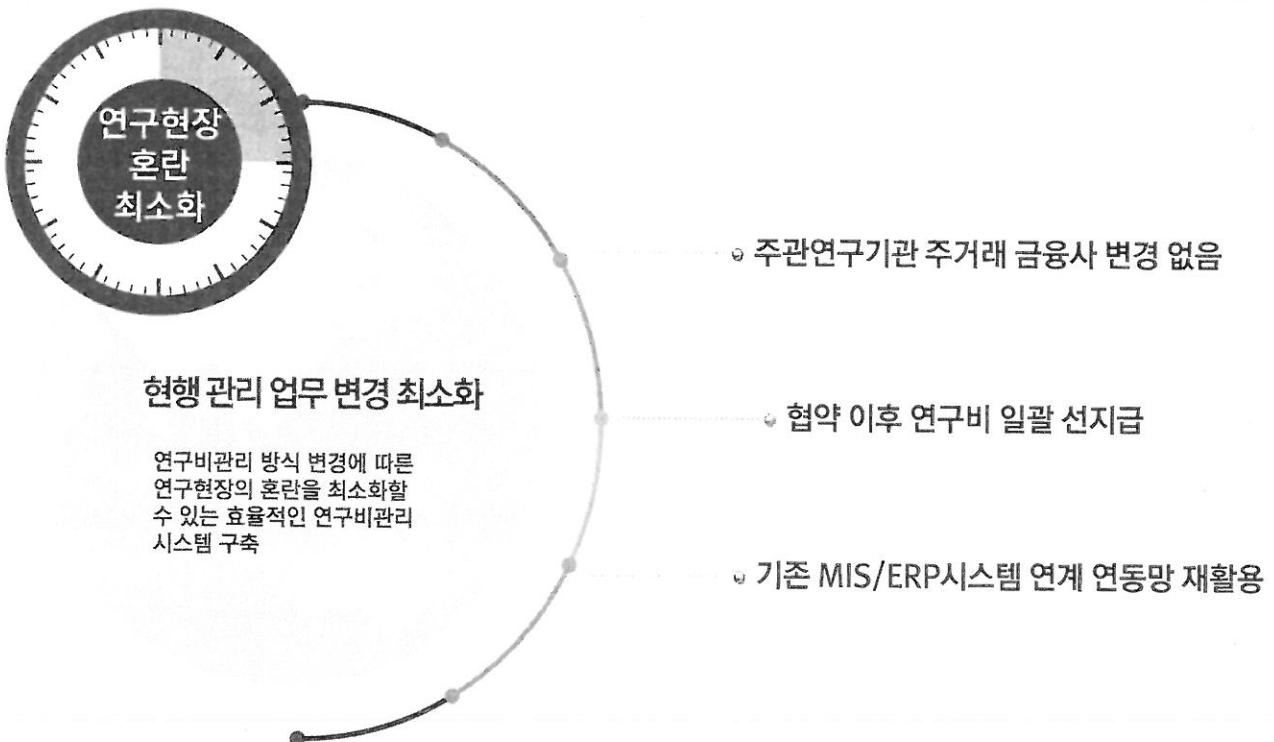 연구현장
혼란
최소화
현행 관리 업무 변경 최소화
연구비관리 방식 변경에 따른
연구현장의 혼란을 최소화할
수 있는 효율적인 연구비관리
시스템 구축
주관연구기관 주거래 금융사 변경 없음
협약 이후 연구비 일괄 선지급
기존 MIS/ERP시스템 연계 연동망 재활용